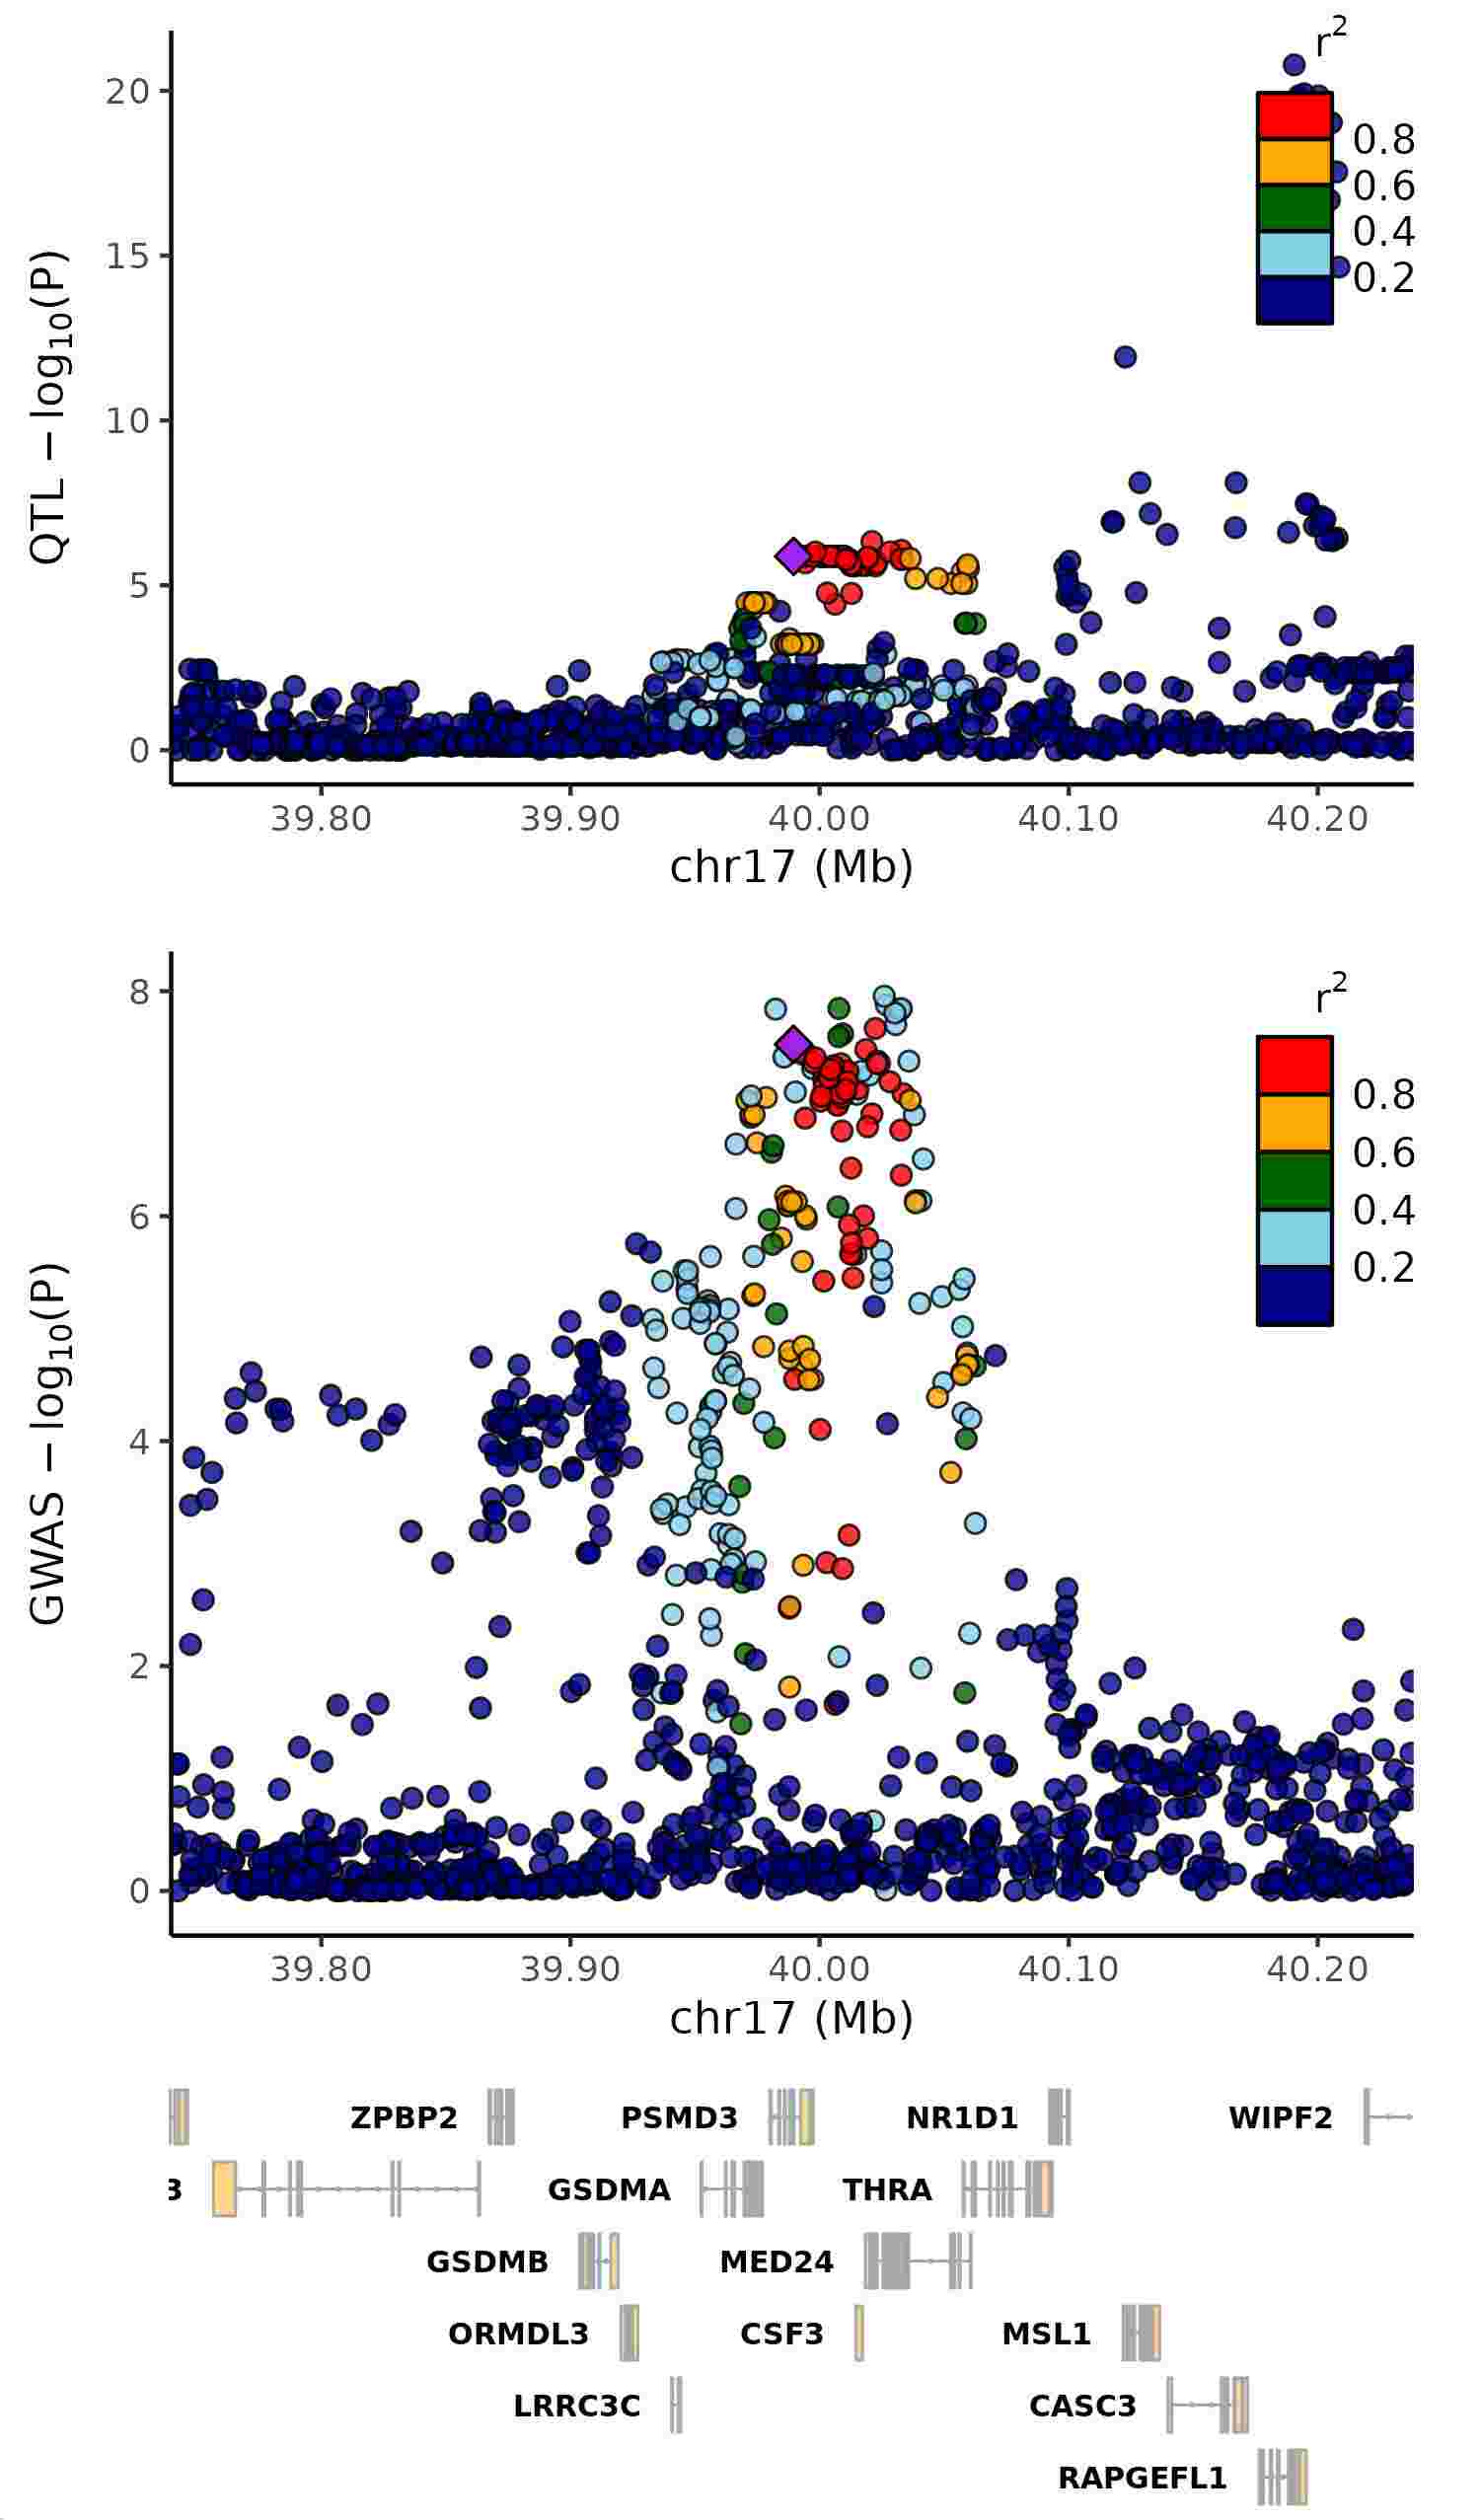 r2
20
15
10
5
0
QTL −log10(P)
0.8
0.6
0.4
0.2
39.80 39.90 40.00 40.10 40.20
chr17 (Mb)
r2
8
6
4
2
0
GWAS −log10(P)
0.8
0.6
0.4
0.2
39.80 39.90 40.00 40.10 40.20
chr17 (Mb)
ZPBP2 PSMD3 NR1D1 WIPF2
3 GSDMA THRA
GSDMB MED24
ORMDL3 CSF3 MSL1
LRRC3C CASC3
RAPGEFL1